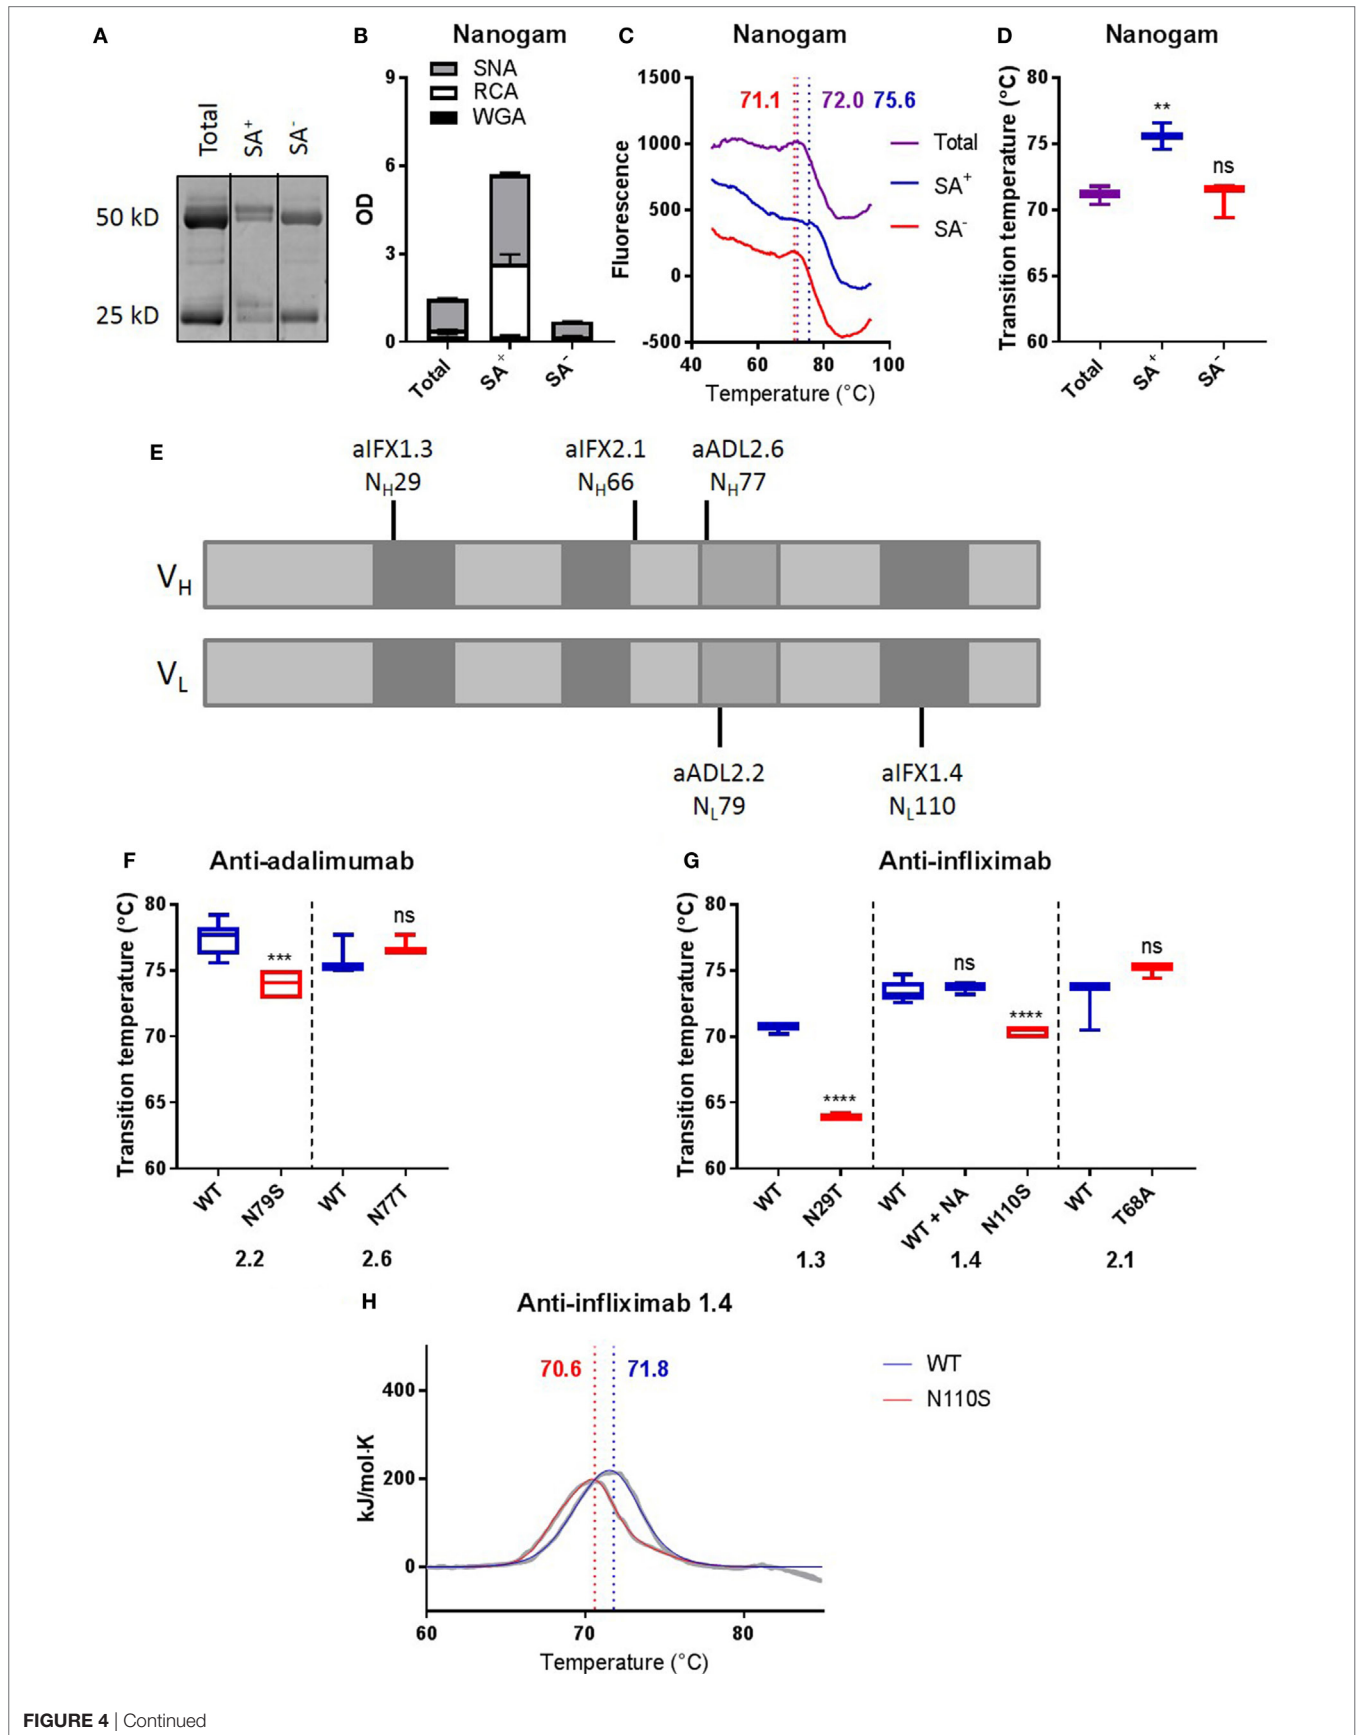 A
Total
SA+
SA-
50 kD
25 kD
B
Nanogam
SNA
RCA
WGA
OD
9
6
3
0
Total
SA+
SA-
C
Nanogam
Fluorescence
1500
1000
500
0
-500
71.1
72.0
75.6
Total
SA+
SA-
40
60
80
100
Temperature (°C)
D
Nanogam
Transition temperature (°C)
80
75
70
65
60
**
ns
Total
SA+
SA-
E
aIFX1.3
NH29
aIFX2.1
NH66
aADL2.6
NH77
VH
VL
aADL2.2
NL79
aIFX1.4
NL110
F
Anti-adalimumab
Transition temperature (°C)
80
75
70
65
60
***
ns
WT
N79S
WT
N77T
2.2
2.6
G
Anti-infliximab
Transition temperature (°C)
80
75
70
65
60
****
ns
****
ns
WT
N29T
WT
WT + NA
N110S
WT
T68A
1.3
1.4
2.1
H
Anti-infliximab 1.4
kJ/mol·K
400
200
0
70.6
71.8
WT
N110S
60
70
80
Temperature (°C)
FIGURE 4 | Continued